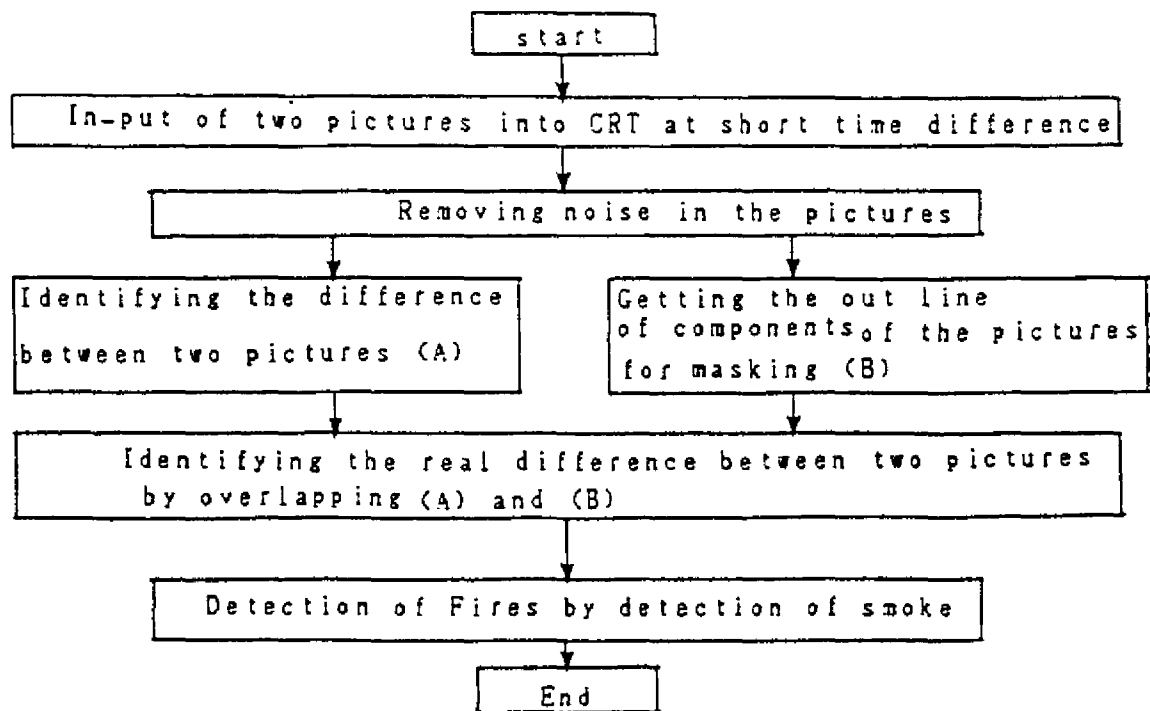 start
In-put of two pictures into CRT at short time difference
Removing noise in the pictures
Identifying the difference
between two pictures (A)
Getting the out line
of components of the pictures
for masking (B)
Identifying the real difference between two pictures
by overlapping (A) and (B)
Detection of Fires by detection of smoke
End